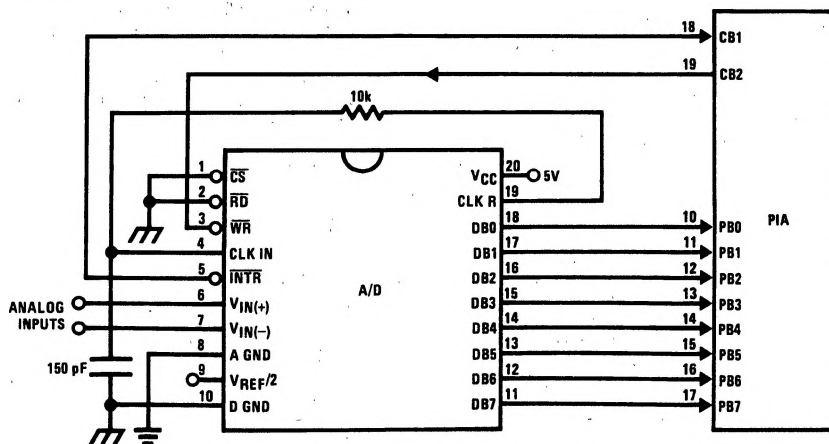 18 CB1
19 CB2
10k
1 CS
2 RD
3 WR
4 CLK IN
5 INTR
6 VIN(+)
7 VIN(−)
8 A GND
9 VREF/2
10 D GND
ANALOG
INPUTS
150 pF
A/D
VCC 20 5V
CLK R 19
DB0 18
DB1 17
DB2 16
DB3 15
DB4 14
DB5 13
DB6 12
DB7 11
10 PB0
11 PB1
12 PB2
13 PB3
14 PB4
15 PB5
16 PB6
17 PB7
PIA